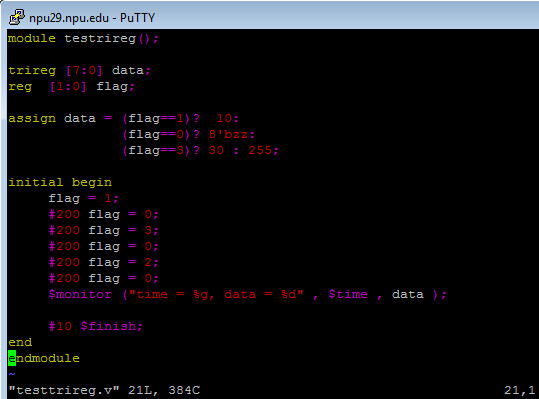 npu29.npu.edu - PuTTY
module testrireg();
trireg [7:0] data;
reg  [1:0] flag;
assign data = (flag==1)?  10:
              (flag==0)? 8'bzz:
              (flag==3)? 30 : 255;
initial begin
     flag = 1;
     #200 flag = 0;
     #200 flag = 3;
     #200 flag = 0;
     #200 flag = 2;
     #200 flag = 0;
     $monitor ("time = %g, data = %d" , $time , data );
     #10 $finish;
end
endmodule
~
"testtrireg.v" 21L, 384C 21,1